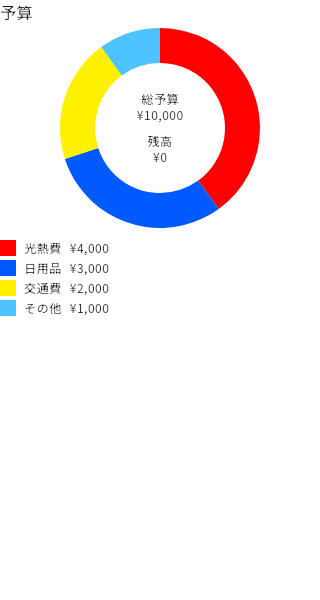 予算
総予算
¥10,000
残高
¥0
光熱費 ¥4,000
日用品 ¥3,000
交通費 ¥2,000
その他 ¥1,000